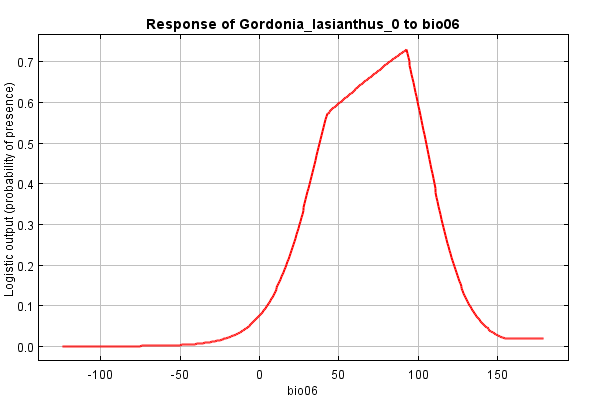 Response of Gordonia_lasianthus_0 to bio06
Logistic output (probability of presence)
0.7
0.6
0.5
0.4
0.3
0.2
0.1
0.0
-100 -50 0 50 100 150
bio06